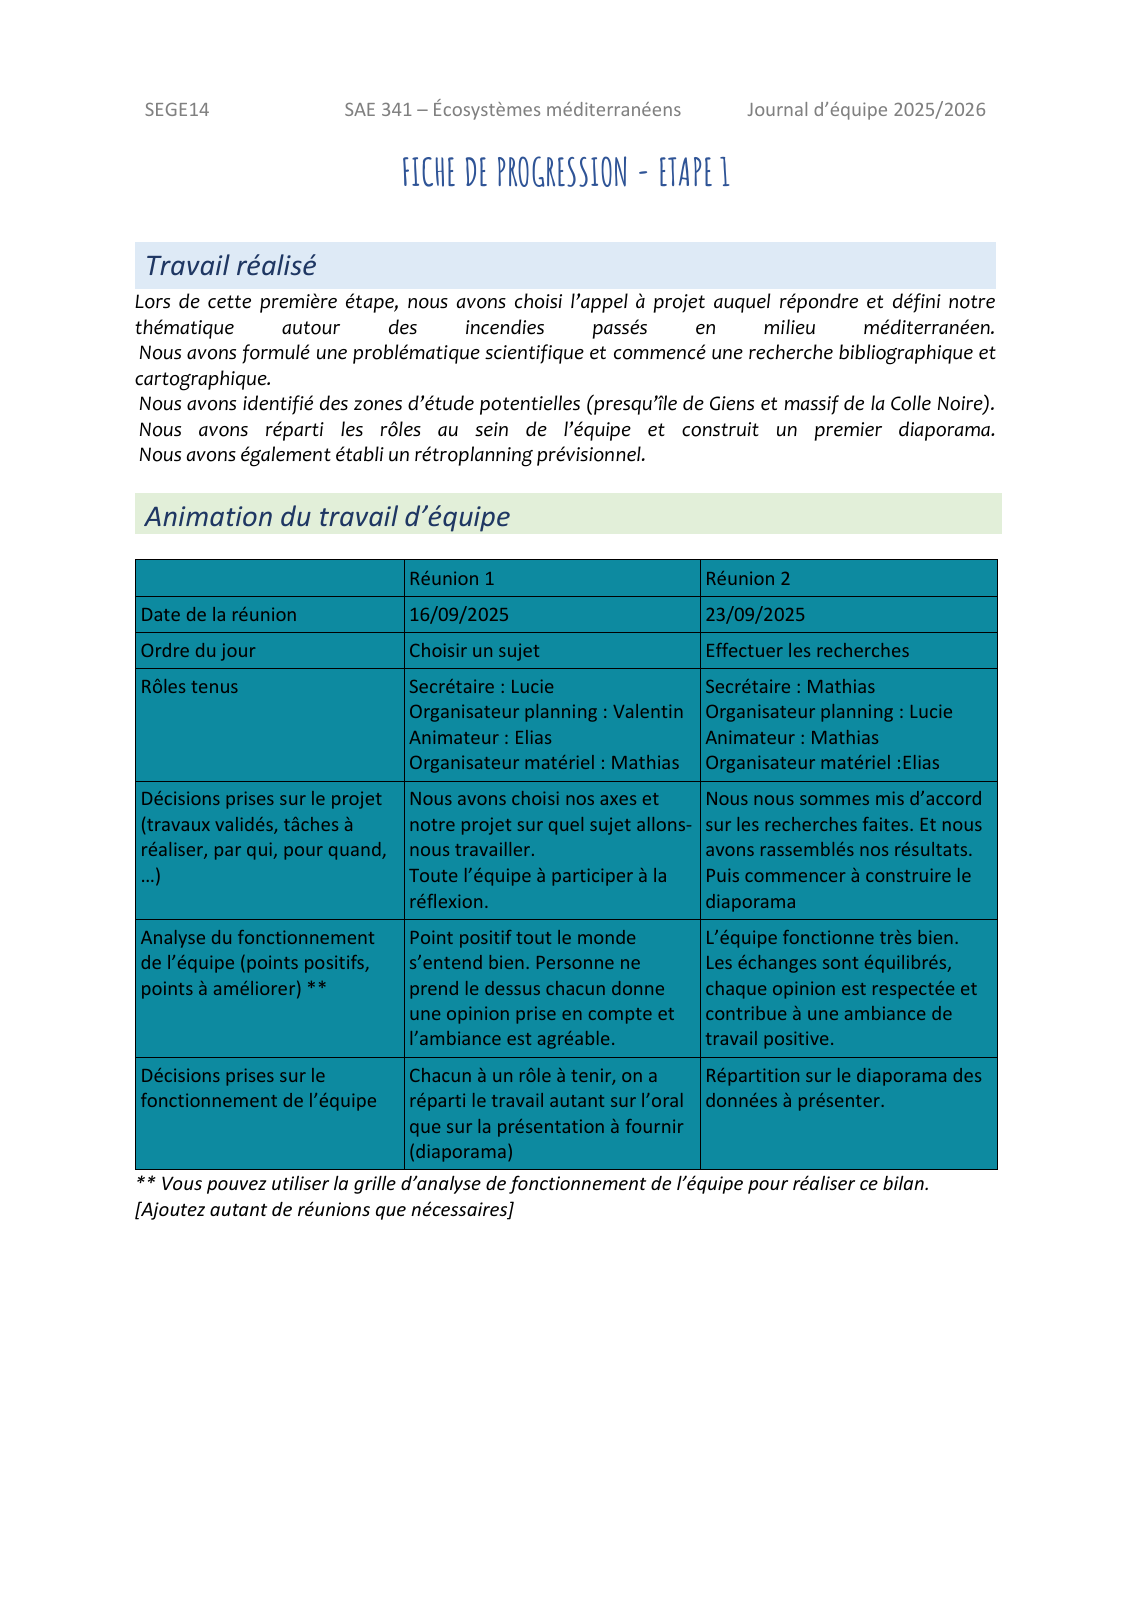 SEGE14 SAE 341 – Écosystèmes méditerranéens Journal d’équipe 2025/2026
FICHE DE PROGRESSION - ETAPE 1
Travail réalisé
Lors de cette première étape, nous avons choisi l’appel à projet auquel répondre et défini notre
thématique autour des incendies passés en milieu méditerranéen.
Nous avons formulé une problématique scientifique et commencé une recherche bibliographique et
cartographique.
Nous avons identifié des zones d’étude potentielles (presqu’île de Giens et massif de la Colle Noire).
Nous avons réparti les rôles au sein de l’équipe et construit un premier diaporama.
Nous avons également établi un rétroplanning prévisionnel.
Animation du travail d’équipe
Réunion 1
Réunion 2
Date de la réunion
16/09/2025
23/09/2025
Ordre du jour
Choisir un sujet
Effectuer les recherches
Rôles tenus
Secrétaire : Lucie
Organisateur planning : Valentin
Animateur : Elias
Organisateur matériel : Mathias
Secrétaire : Mathias
Organisateur planning : Lucie
Animateur : Mathias
Organisateur matériel :Elias
Décisions prises sur le projet
(travaux validés, tâches à
réaliser, par qui, pour quand,
…)
Nous avons choisi nos axes et
notre projet sur quel sujet allons-
nous travailler.
Toute l’équipe à participer à la
réflexion.
Nous nous sommes mis d’accord
sur les recherches faites. Et nous
avons rassemblés nos résultats.
Puis commencer à construire le
diaporama
Analyse du fonctionnement
de l’équipe (points positifs,
points à améliorer) **
Point positif tout le monde
s’entend bien. Personne ne
prend le dessus chacun donne
une opinion prise en compte et
l’ambiance est agréable.
L’équipe fonctionne très bien.
Les échanges sont équilibrés,
chaque opinion est respectée et
contribue à une ambiance de
travail positive.
Décisions prises sur le
fonctionnement de l’équipe
Chacun à un rôle à tenir, on a
réparti le travail autant sur l’oral
que sur la présentation à fournir
(diaporama)
Répartition sur le diaporama des
données à présenter.
** Vous pouvez utiliser la grille d’analyse de fonctionnement de l’équipe pour réaliser ce bilan.
[Ajoutez autant de réunions que nécessaires]